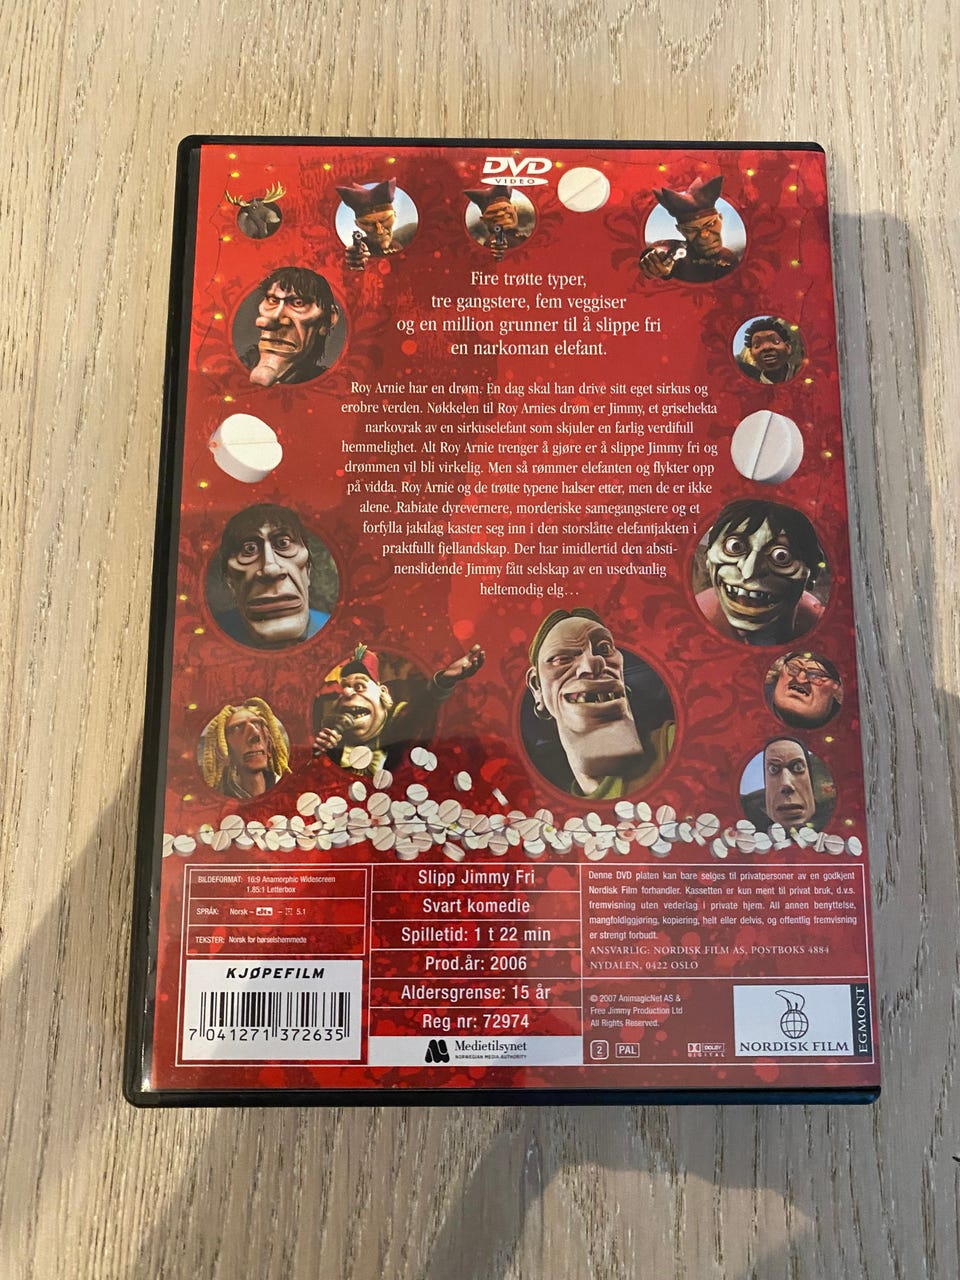 DVD
VIDEO
Fire trøtte typer,
tre gangstere, fem veggiser
og en million grunner til å slippe fri
en narkoman elefant.
Roy Arnie har en drøm. En dag skal han drive sitt eget sirkus og
erobre verden. Nøkkelen til Roy Arnies drøm er Jimmy, et grisehekta
narkovrak av en sirkuselefant som skjuler en farlig verdifull
hemmelighet. Alt Roy Arnie trenger å gjøre er å slippe Jimmy fri og
drømmen vil bli virkelig. Men så rømmer elefanten og flykter opp
på vidda. Roy Arnie og de trøtte typene halser etter, men de er ikke
alene. Rabiate dyrevernere, morderiske samegangstere og et
forfylla jaktlag kaster seg inn i den storslåtte elefantjakten i
praktfullt fjellandskap. Der har imidlertid den absti-
nenslidende Jimmy fått selskap av en usedvanlig
heltemodig elg...
BILDEFORMAT: 16:9 Anamorphic Widescreen
1.85:1 Letterbox
SPRÅK: Norsk – dts – 5.1
TEKSTER: Norsk for hørselshemmede
KJØPEFILM
7 041271 372635
Slipp Jimmy Fri
Svart komedie
Spilletid: 1 t 22 min
Prod.år: 2006
Aldersgrense: 15 år
Reg nr: 72974
Medietilsynet
NORWEGIAN MEDIA AUTHORITY
Denne DVD platen kan bare selges til privatpersoner av en godkjent
Nordisk Film forhandler. Kassetten er kun ment til privat bruk, d.v.s.
fremvisning uten vederlag i private hjem. All annen benyttelse,
mangfoldiggjøring, kopiering, helt eller delvis, og offentlig fremvisning
er strengt forbudt.
ANSVARLIG: NORDISK FILM AS, POSTBOKS 4884
NYDALEN, 0422 OSLO
© 2007 AnimagicNet AS &
Free Jimmy Production Ltd
All Rights Reserved.
2 PAL
DOLBY
DIGITAL
NORDISK FILM
EGMONT